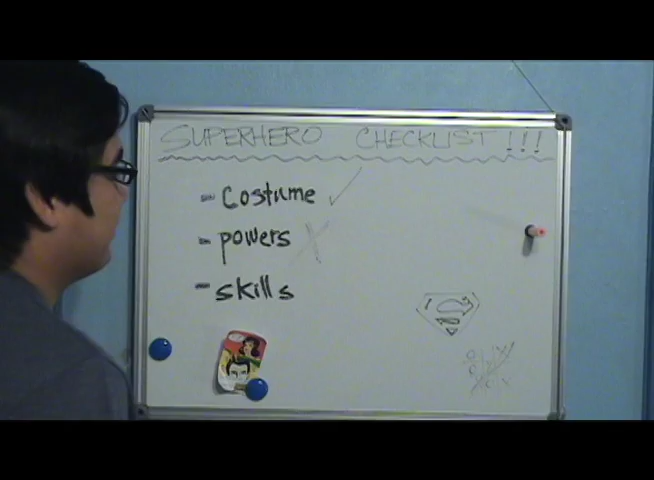 SUPERHERO CHECKLIST!!!
- Costume ✓
- powers X
- skills
S